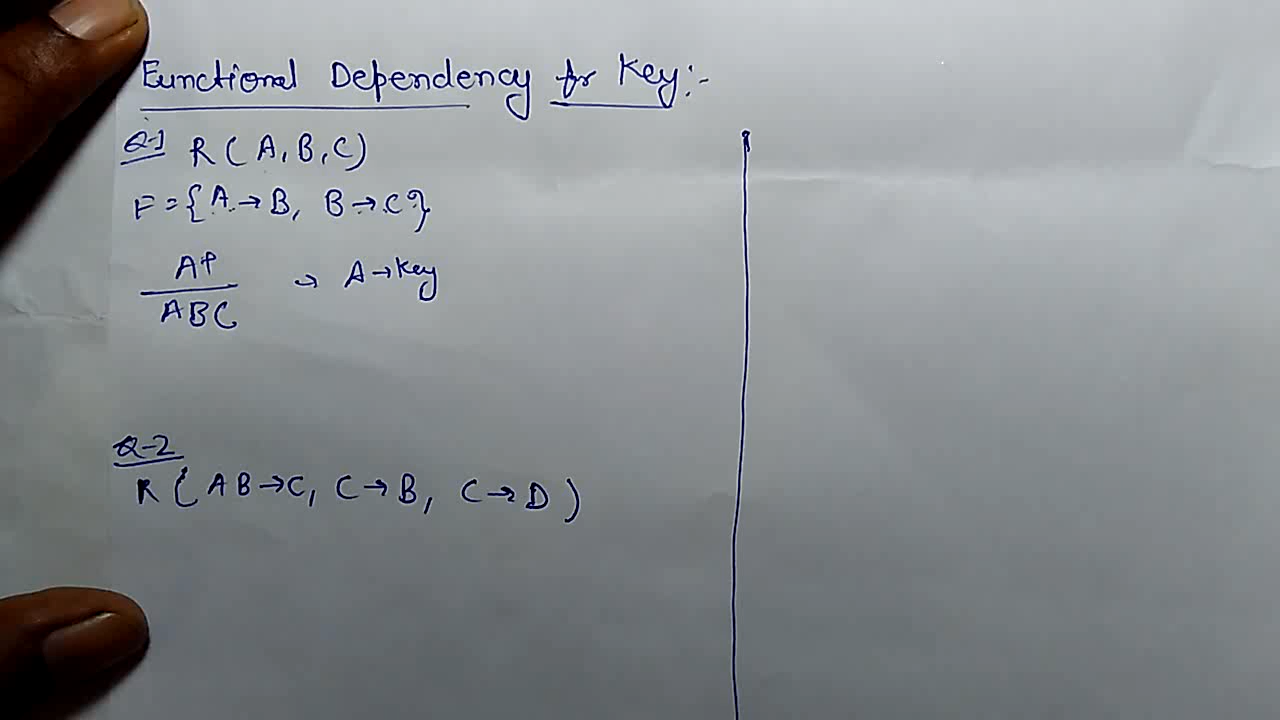 Functional Dependency for Key:-
Q-1 R(A,B,C)
F={A→B, B→C}
A+ → A→Key
ABC
Q-2
R(AB→C, C→B, C→D)